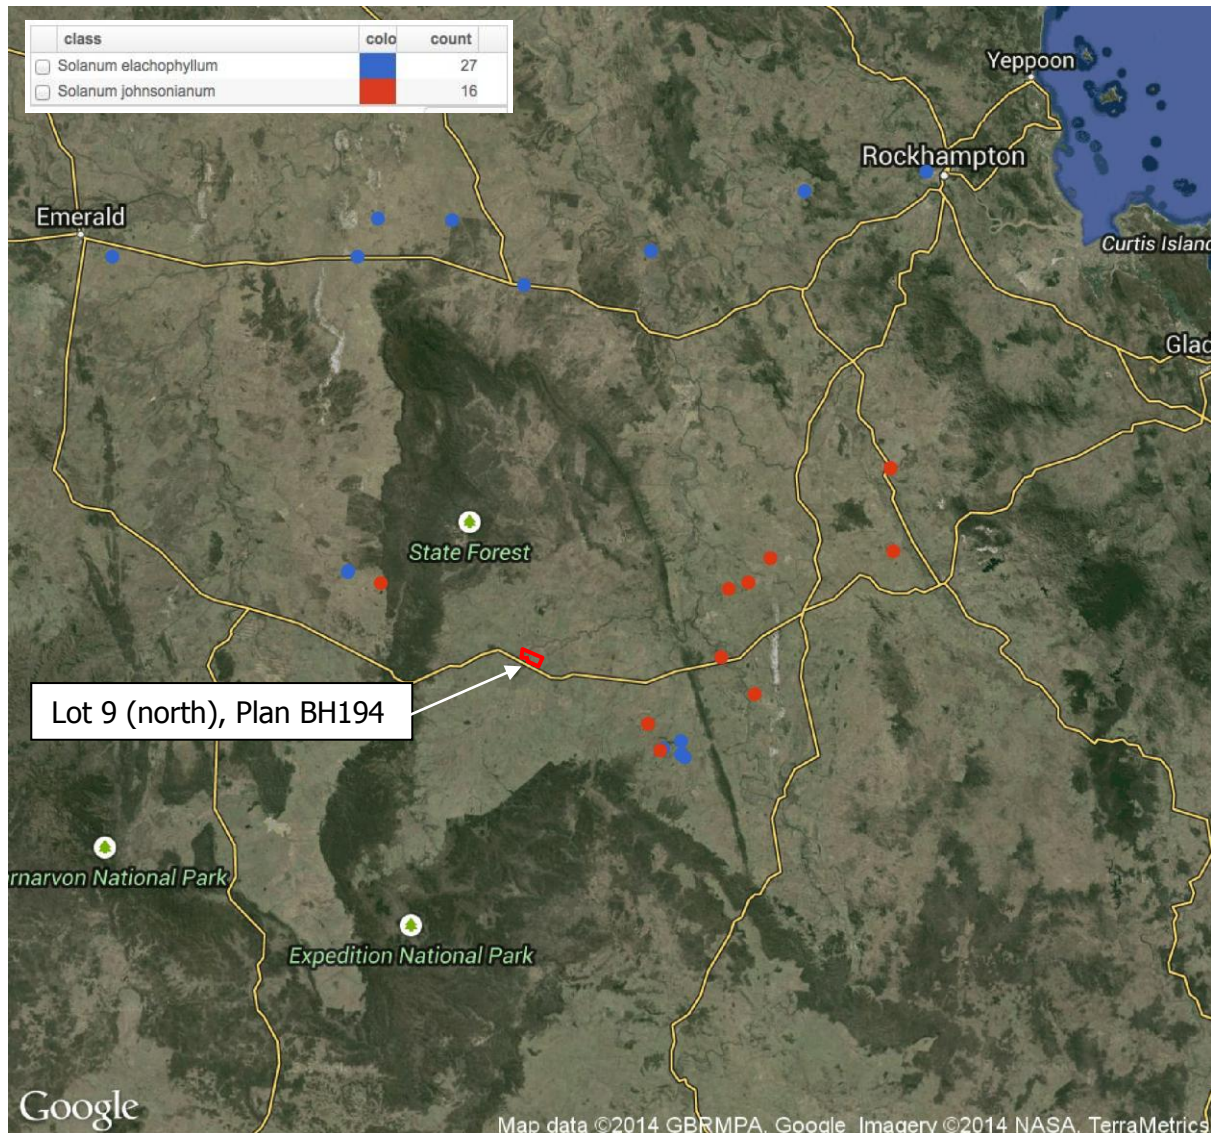 class colo count
Solanum elachophyllum 27
Solanum johnsonianum 16
Yeppoon
Rockhampton
Emerald
Curtis Island
Glad
State Forest
Lot 9 (north), Plan BH194
rnarvon National Park
Expedition National Park
Google
Map data ©2014 GBRMPA, Google Imagery ©2014 NASA, TerraMetrics